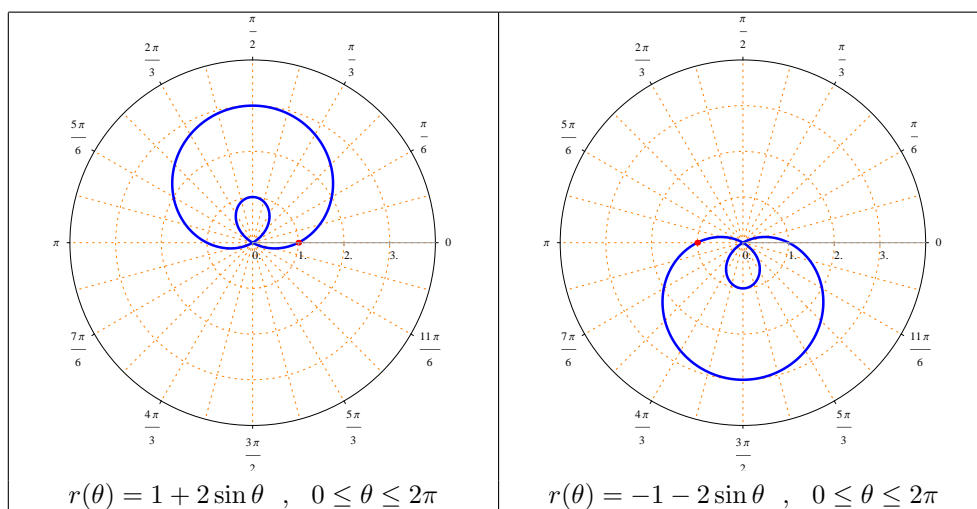 π/2
2π/3 π/3
5π/6 π/6
π 0. 1. 2. 3. 0
7π/6 11π/6
4π/3 5π/3
3π/2
r(θ) = 1 + 2 sin θ , 0 ≤ θ ≤ 2π
π/2
2π/3 π/3
5π/6 π/6
π 0. 1. 2. 3. 0
7π/6 11π/6
4π/3 5π/3
3π/2
r(θ) = −1 − 2 sin θ , 0 ≤ θ ≤ 2π